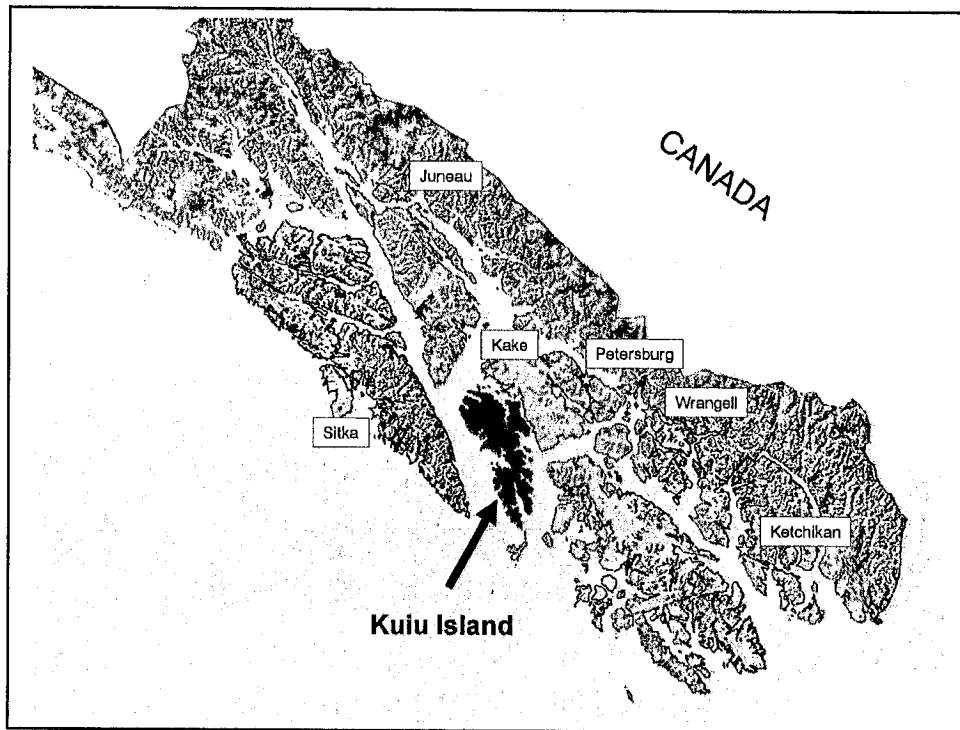 CANADA
Juneau
Kake
Petersburg
Wrangell
Sitka
Ketchikan
Kuiu Island